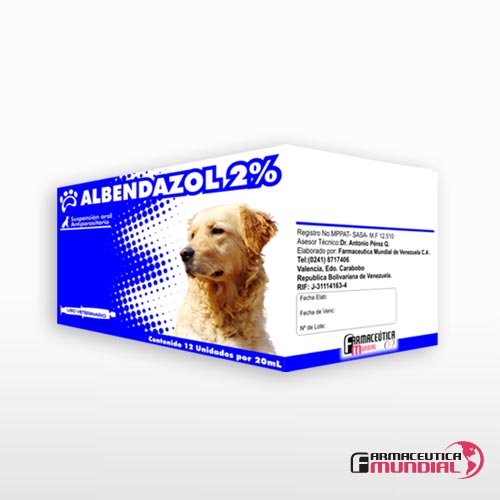 ALBENDAZOL 2%
Suspensión oral
Antiparasitario
USO VETERINARIO
Contenido 12 Unidades por 20mL
Registro No.MPPAT- SASA- M.F 12.510
Asesor Técnico:Dr. Antonio Pérez Q.
Elaborado por: Farmaceutica Mundial de Venezuela C.A .
Tel:(0241) 8717406
Valencia, Edo. Carabobo
Republica Bolivariana de Venezuela.
RIF: J-31114163-4
Fecha Elab:
Fecha de Venc:
N° de Lote:
FARMACEÚTICA
MUNDIAL
FARMACEUTICA
MUNDIAL